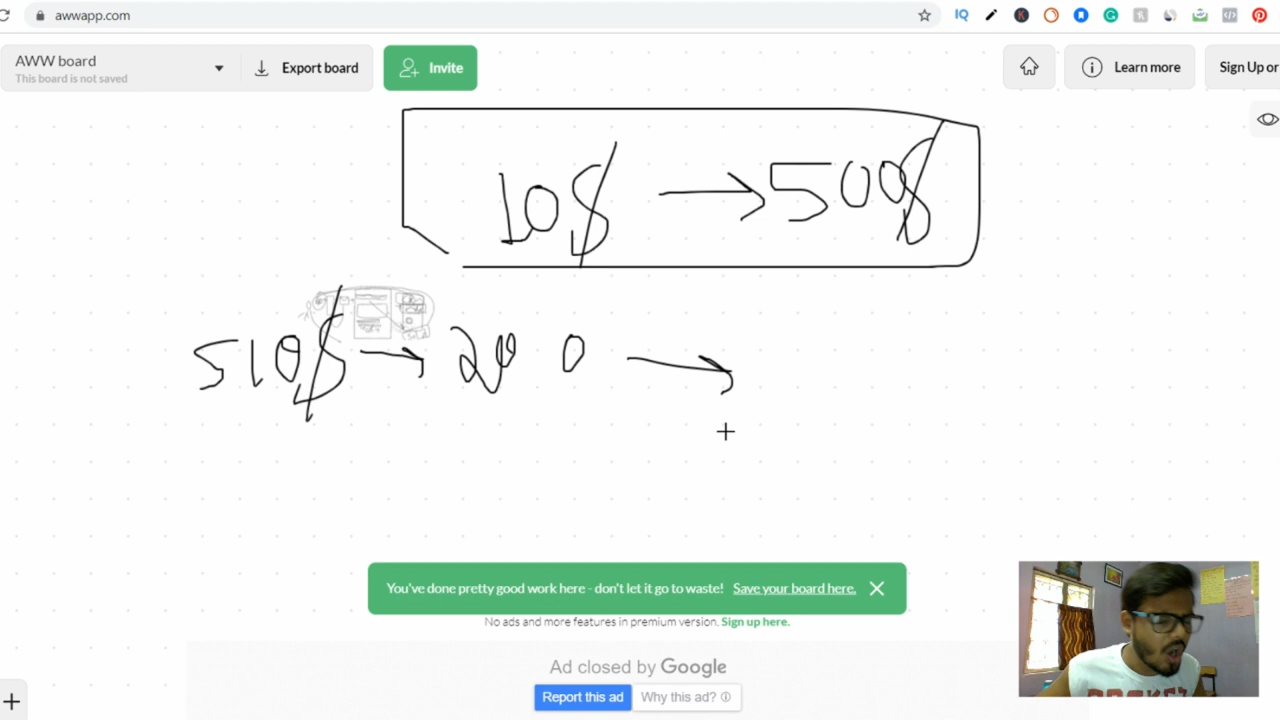 awwapp.com
IQ
AWW board
This board is not saved
Export board
Invite
Learn more
Sign Up or
10$ → 500$
510$ → 200 0 →
You've done pretty good work here - don't let it go to waste! Save your board here.
No ads and more features in premium version. Sign up here.
Ad closed by Google
Report this ad
Why this ad?